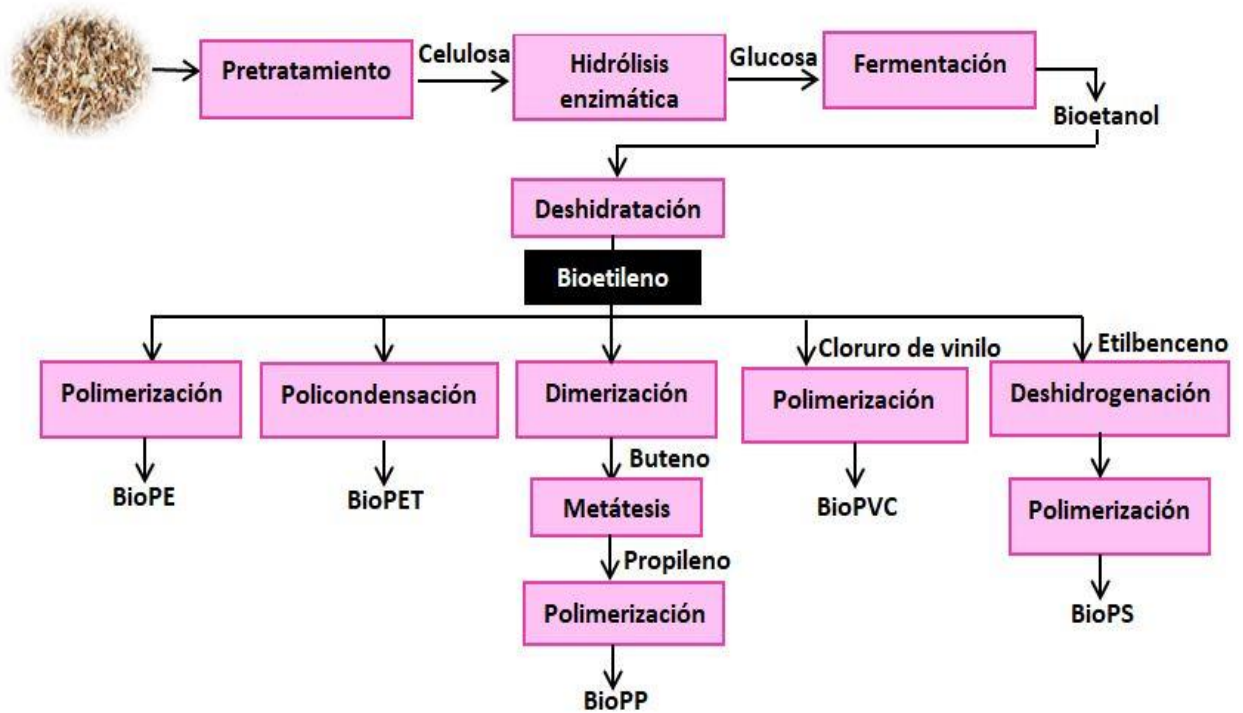 Pretratamiento
Celulosa
Hidrólisis
enzimática
Glucosa
Fermentación
Bioetanol
Deshidratación
Bioetileno
Polimerización
BioPE
Policondensación
BioPET
Dimerización
Buteno
Metátesis
Propileno
Polimerización
BioPP
Cloruro de vinilo
Polimerización
BioPVC
Etilbenceno
Deshidrogenación
Polimerización
BioPS